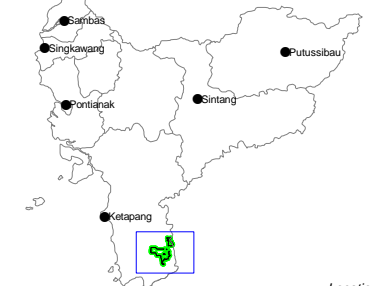 Sambas
Singkawang
Putussibau
Sintang
Pontianak
Ketapang